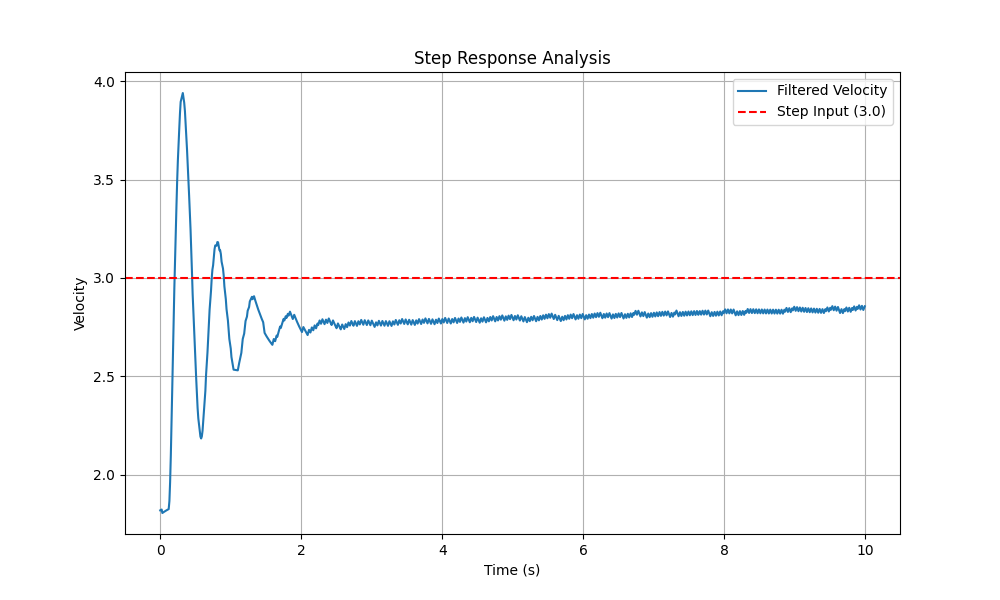 Step Response Analysis
Filtered Velocity
Step Input (3.0)
4.0
3.5
3.0
2.5
2.0
Velocity
0 2 4 6 8 10
Time (s)